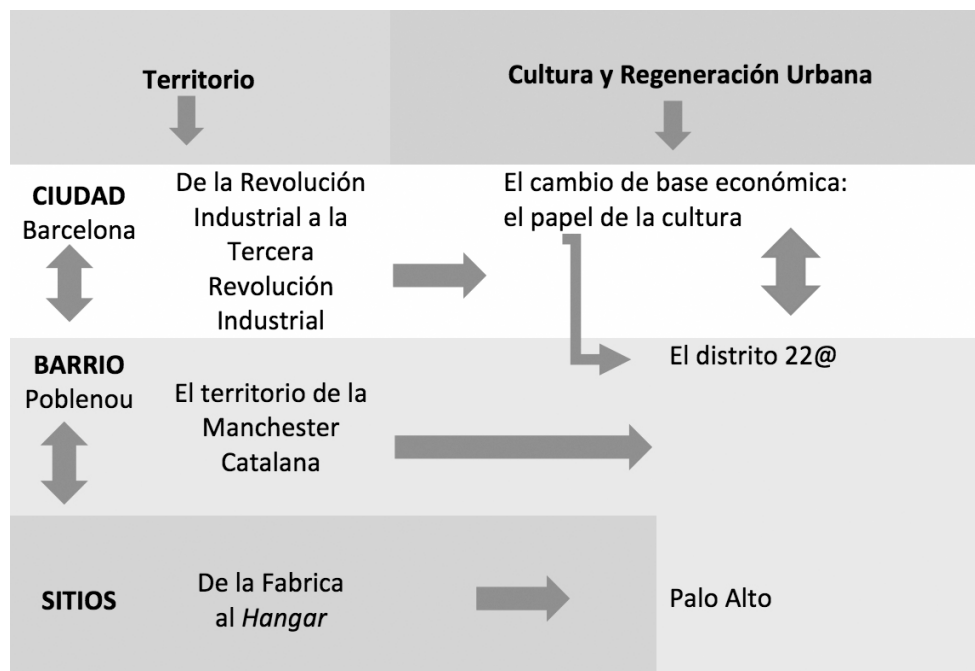 Territorio
Cultura y Regeneración Urbana
CIUDAD
Barcelona
De la Revolución
Industrial a la
Tercera
Revolución
Industrial
El cambio de base económica:
el papel de la cultura
BARRIO
Poblenou
El territorio de la
Manchester
Catalana
El distrito 22@
SITIOS
De la Fabrica
al Hangar
Palo Alto